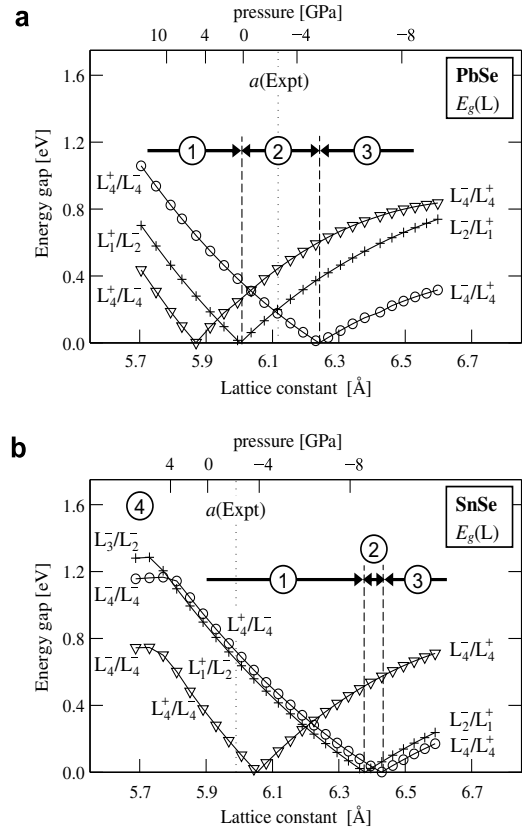 a
pressure [GPa]
10 4 0 −4 −8
1.6
a(Expt)
PbSe
E_g(L)
1.2
1 2 3
L₄⁺/L₄⁻
L₄⁻/L₄⁺
0.8
L₁⁺/L₂⁻
L₂⁻/L₁⁺
Energy gap [eV]
0.4
L₄⁺/L₄⁻
L₄⁻/L₄⁺
0.0
5.7 5.9 6.1 6.3 6.5 6.7
Lattice constant [Å]
b
pressure [GPa]
4 0 −4 −8
1.6
4
a(Expt)
SnSe
E_g(L)
2
L₃⁻/L₂⁻
1.2
1 3
L₄⁻/L₄⁻
L₄⁺/L₄⁻
0.8
Energy gap [eV]
L₄⁻/L₄⁻
L₁⁺/L₂⁻
L₄⁻/L₄⁺
L₄⁺/L₄⁻
0.4
L₂⁻/L₁⁺
L₄⁻/L₄⁺
0.0
5.7 5.9 6.1 6.3 6.5 6.7
Lattice constant [Å]